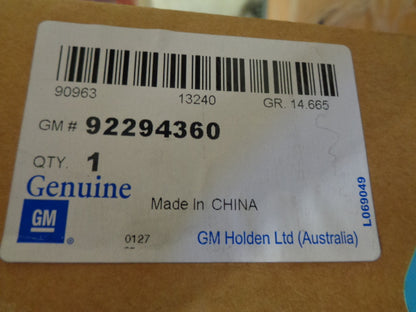 90963 13240 GR. 14.665
GM # 92294360
QTY. 1
Genuine
GM ®
Made In CHINA
0127
GM Holden Ltd (Australia)
L069049